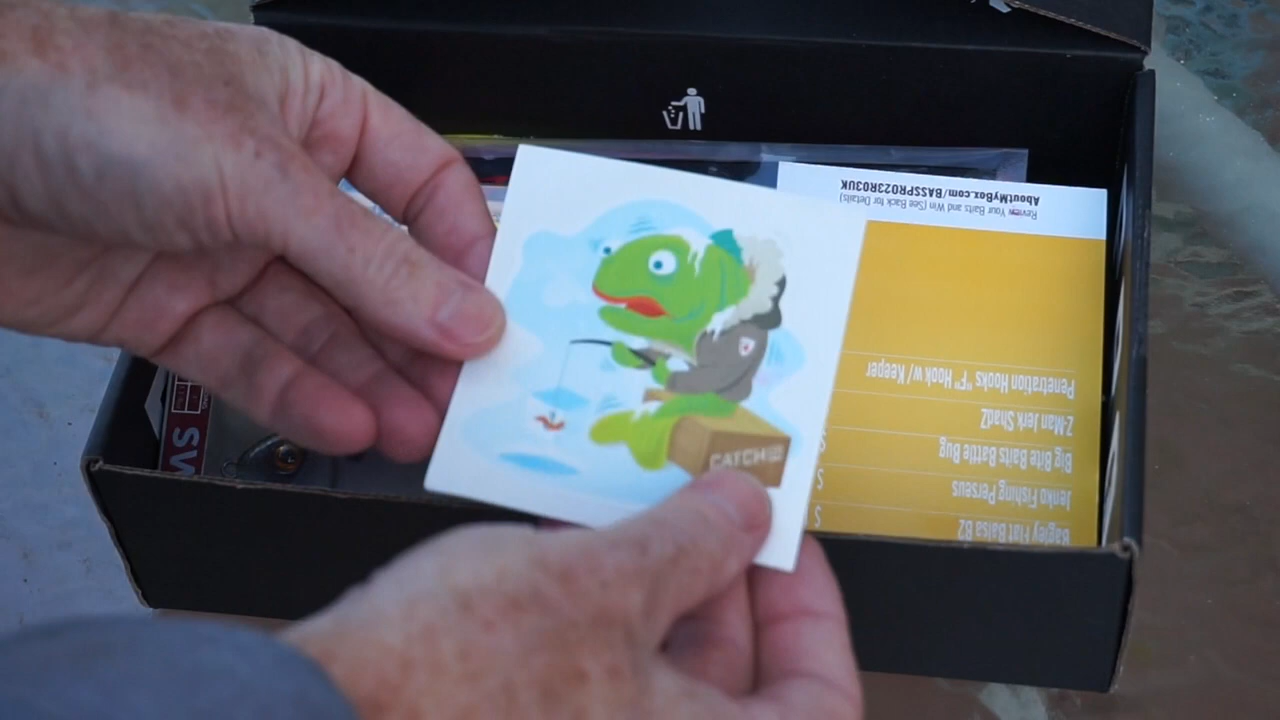 Review Your Baits and Win (See Back for Details)
AboutMyBox.com/BASSPRO23R03UK
Penetration Hooks "F" Hook w/ Keeper
Z-Man Jerk ShadZ
Big Bite Baits Battle Bug
Jenko Fishing Perseus
Bagley Flat Balsa B2
CATCH